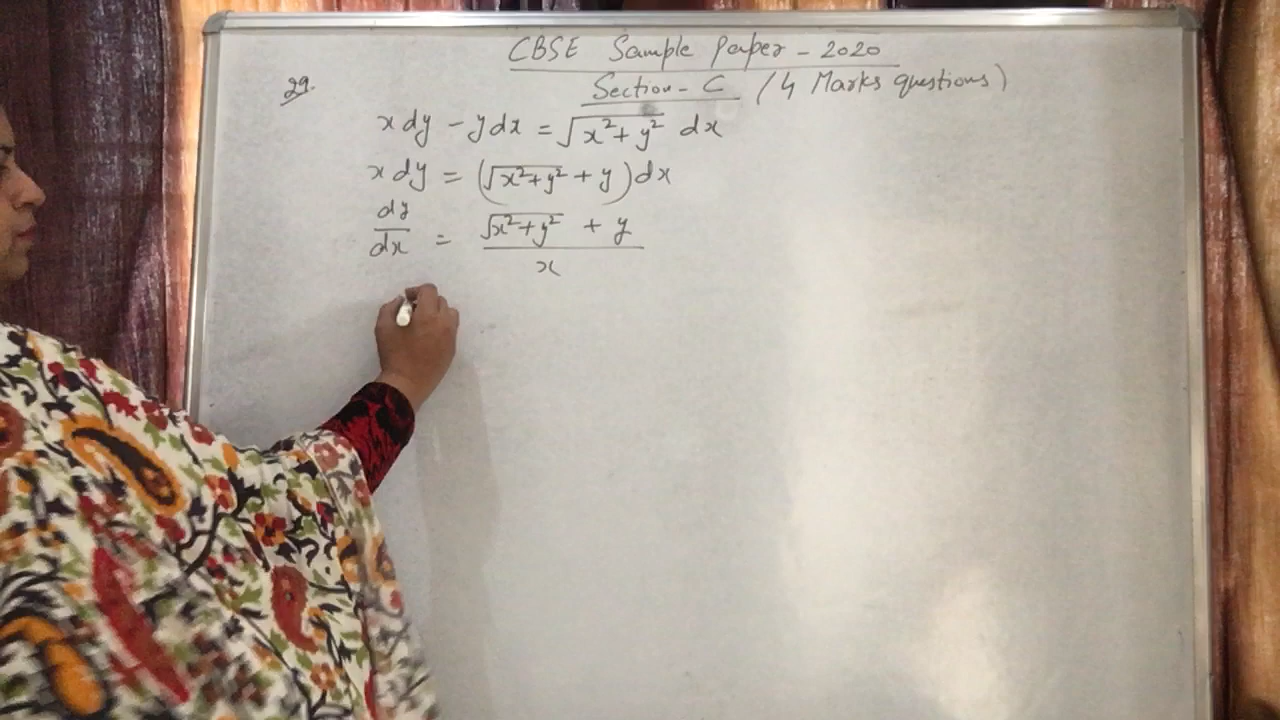 CBSE Sample Paper - 2020
Section - C (4 Marks questions)
29.
x dy - y dx = √(x² + y²) dx
x dy = (√(x²+y²) + y) dx
dy/dx = (√(x²+y²) + y)/x